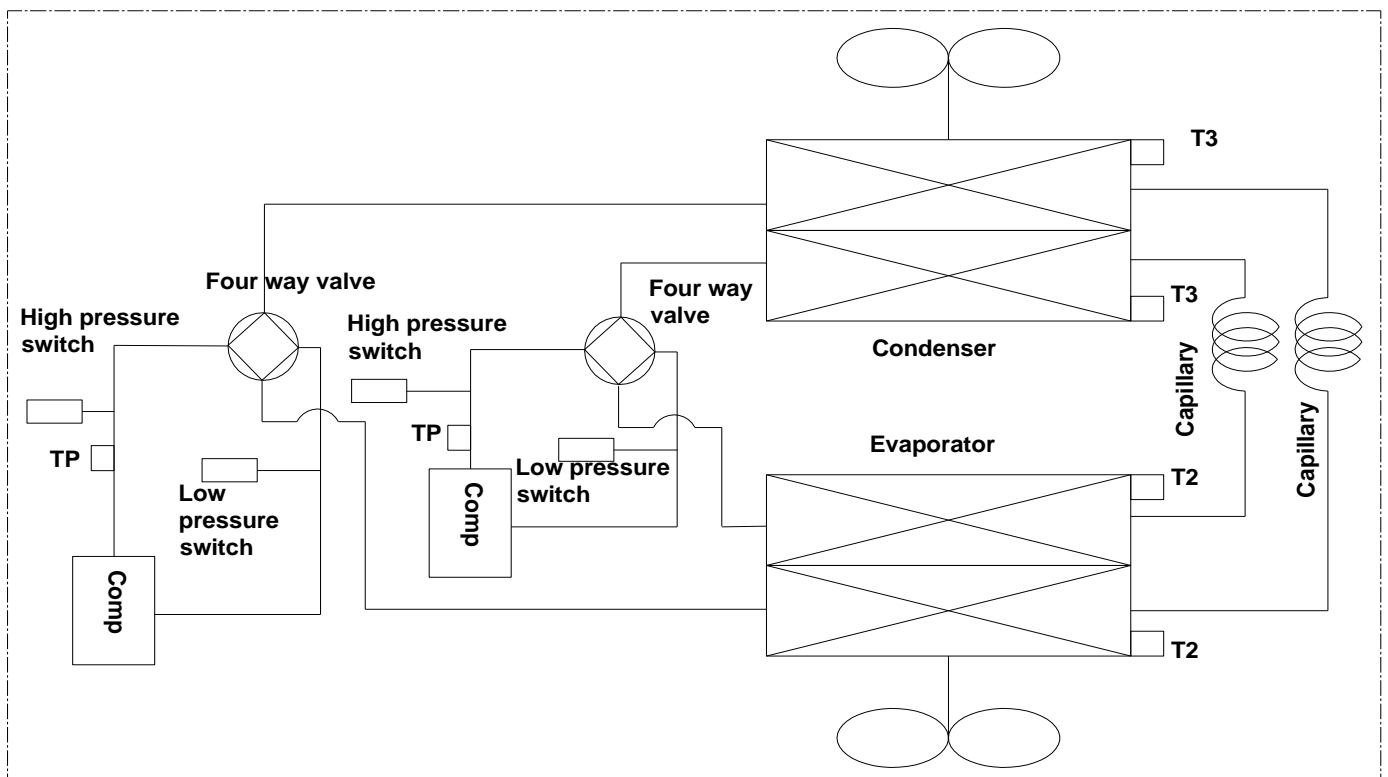 T3
Four way valve
High pressure
switch
Four way
valve
High pressure
switch
T3
Condenser
Capillary
Capillary
TP
TP
Evaporator
Low pressure
switch
T2
Low
pressure
switch
Comp
Comp
T2